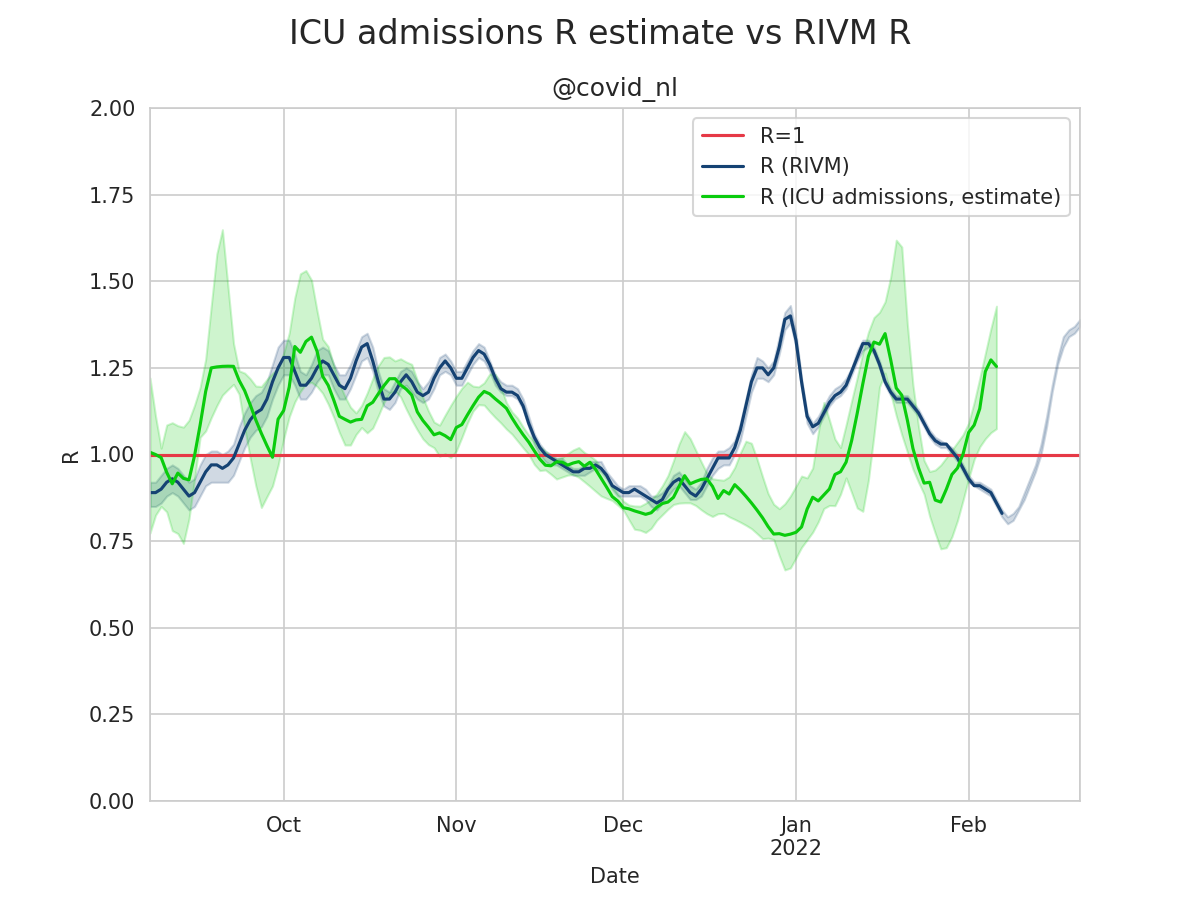 ICU admissions R estimate vs RIVM R
@covid_nl
R=1
R (RIVM)
R (ICU admissions, estimate)
2.00
1.75
1.50
1.25
1.00
0.75
0.50
0.25
0.00
R
Oct
Nov
Dec
Jan
2022
Feb
Date